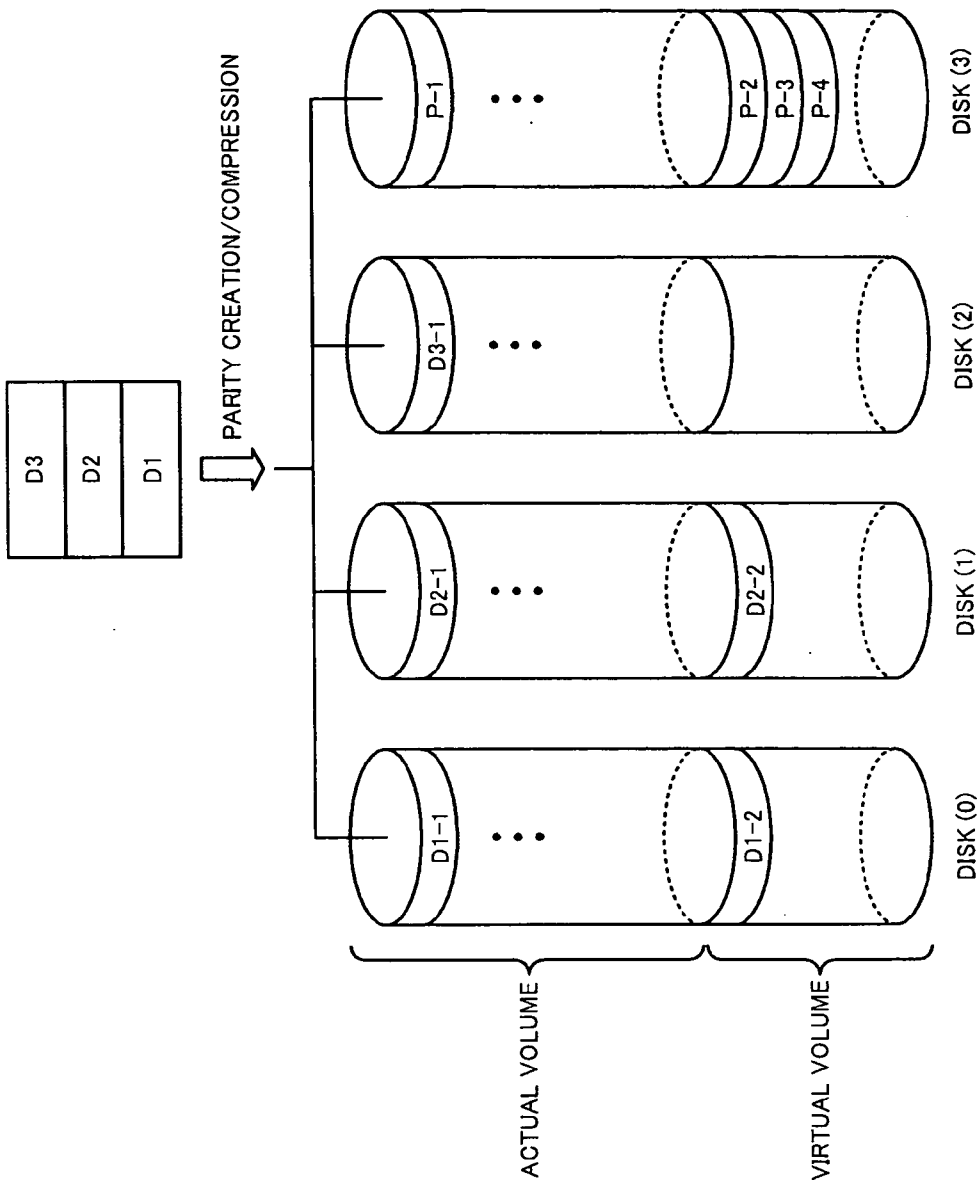 D3
D2
D1
PARITY CREATION/COMPRESSION
ACTUAL VOLUME
D1-1
D2-1
D3-1
P-1
VIRTUAL VOLUME
D1-2
D2-2
P-2
P-3
P-4
DISK (0)
DISK (1)
DISK (2)
DISK (3)